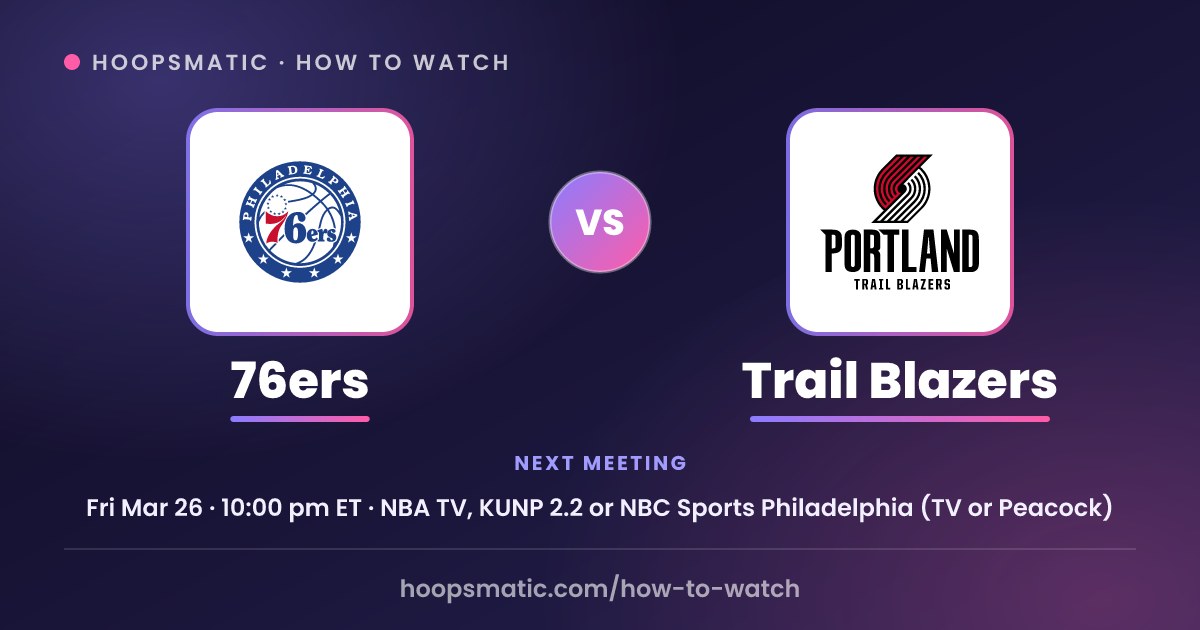 HOOPSMATIC · HOW TO WATCH
PHILADELPHIA
76ers
VS
PORTLAND
TRAIL BLAZERS
76ers
Trail Blazers
NEXT MEETING
Fri Mar 26 · 10:00 pm ET · NBA TV, KUNP 2.2 or NBC Sports Philadelphia (TV or Peacock)
hoopsmatic.com/how-to-watch